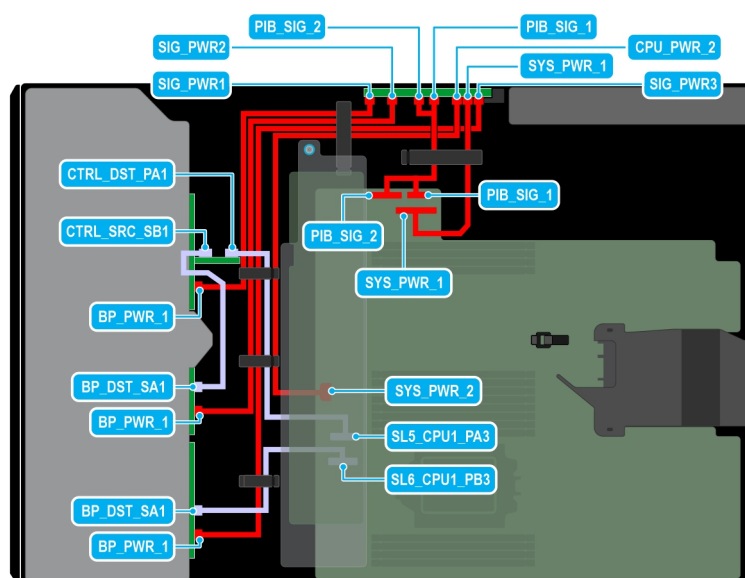 PIB_SIG_2
PIB_SIG_1
SIG_PWR2
CPU_PWR_2
SYS_PWR_1
SIG_PWR1
SIG_PWR3
CTRL_DST_PA1
PIB_SIG_1
CTRL_SRC_SB1
PIB_SIG_2
SYS_PWR_1
BP_PWR_1
BP_DST_SA1
SYS_PWR_2
BP_PWR_1
SL5_CPU1_PA3
SL6_CPU1_PB3
BP_DST_SA1
BP_PWR_1